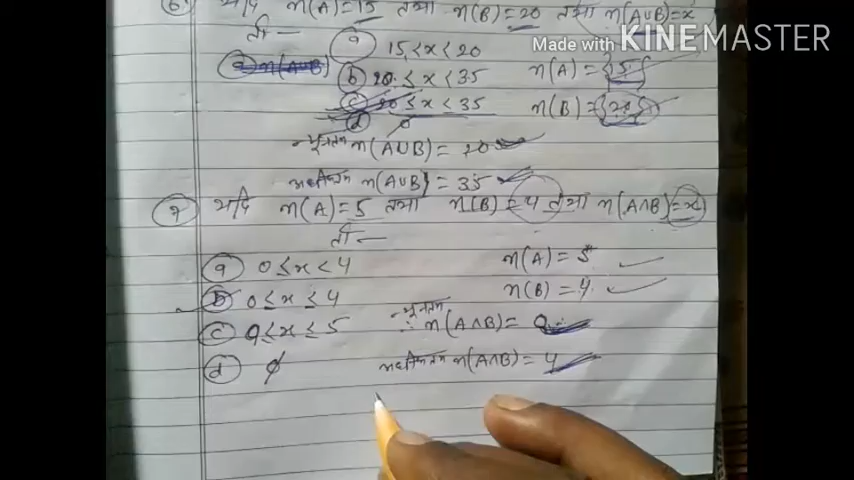 6. यदि n(A)=15 तथा n(B)=20 तथा n(A∪B)=x
तो —
Made with KINEMASTER
a 15<x<20
a n(A∪B)
b 20 ≤ x < 35 n(A) = {15}
c 20 ≤ x ≤ 35 n(B) = {20}
d ϕ
न्यूनतम n(A∪B) = 20
अधिकतम n(A∪B) = 35
7 यदि n(A)=5 तथा n(B)=4 तथा n(A∩B)=x
तो —
a 0≤x<4 n(A) = 5
b 0≤x≤4 n(B) = 4
c 0≤x≤5 न्यूनतम n(A∩B) = 0
d ϕ अधिकतम n(A∩B) = 4